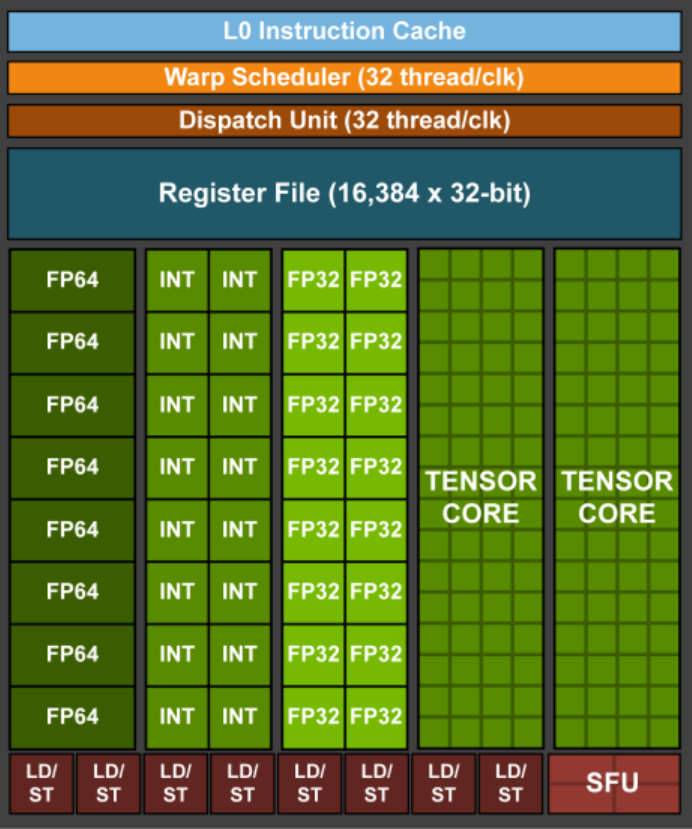 L0 Instruction Cache
Warp Scheduler (32 thread/clk)
Dispatch Unit (32 thread/clk)
Register File (16,384 x 32-bit)
FP64 INT INT FP32 FP32
FP64 INT INT FP32 FP32
FP64 INT INT FP32 FP32
FP64 INT INT FP32 FP32
TENSOR CORE TENSOR CORE
FP64 INT INT FP32 FP32
FP64 INT INT FP32 FP32
FP64 INT INT FP32 FP32
FP64 INT INT FP32 FP32
LD/ LD/ LD/ LD/ LD/ LD/ LD/ LD/
ST ST ST ST ST ST ST ST
SFU